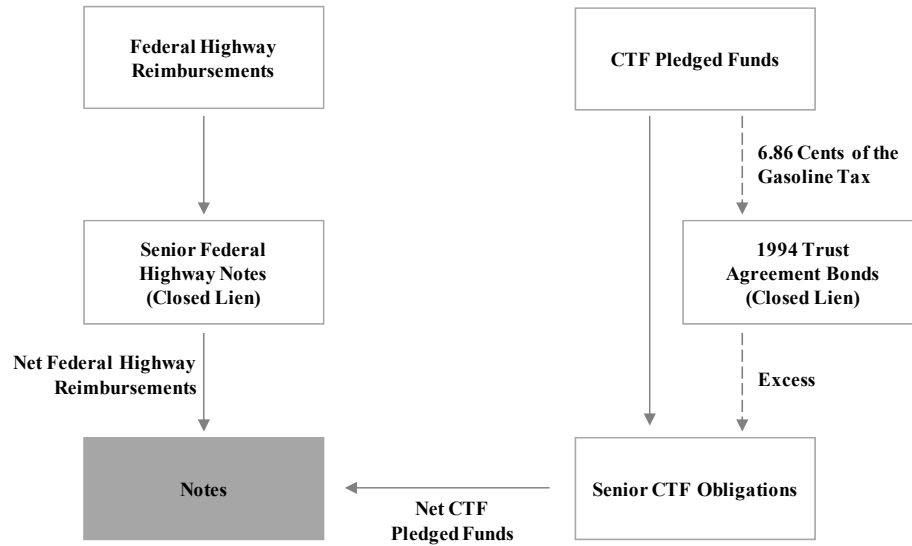 Federal Highway
Reimbursements
CTF Pledged Funds
6.86 Cents of the
Gasoline Tax
Senior Federal
Highway Notes
(Closed Lien)
1994 Trust
Agreement Bonds
(Closed Lien)
Net Federal Highway
Reimbursements
Excess
Notes
Senior CTF Obligations
Net CTF
Pledged Funds